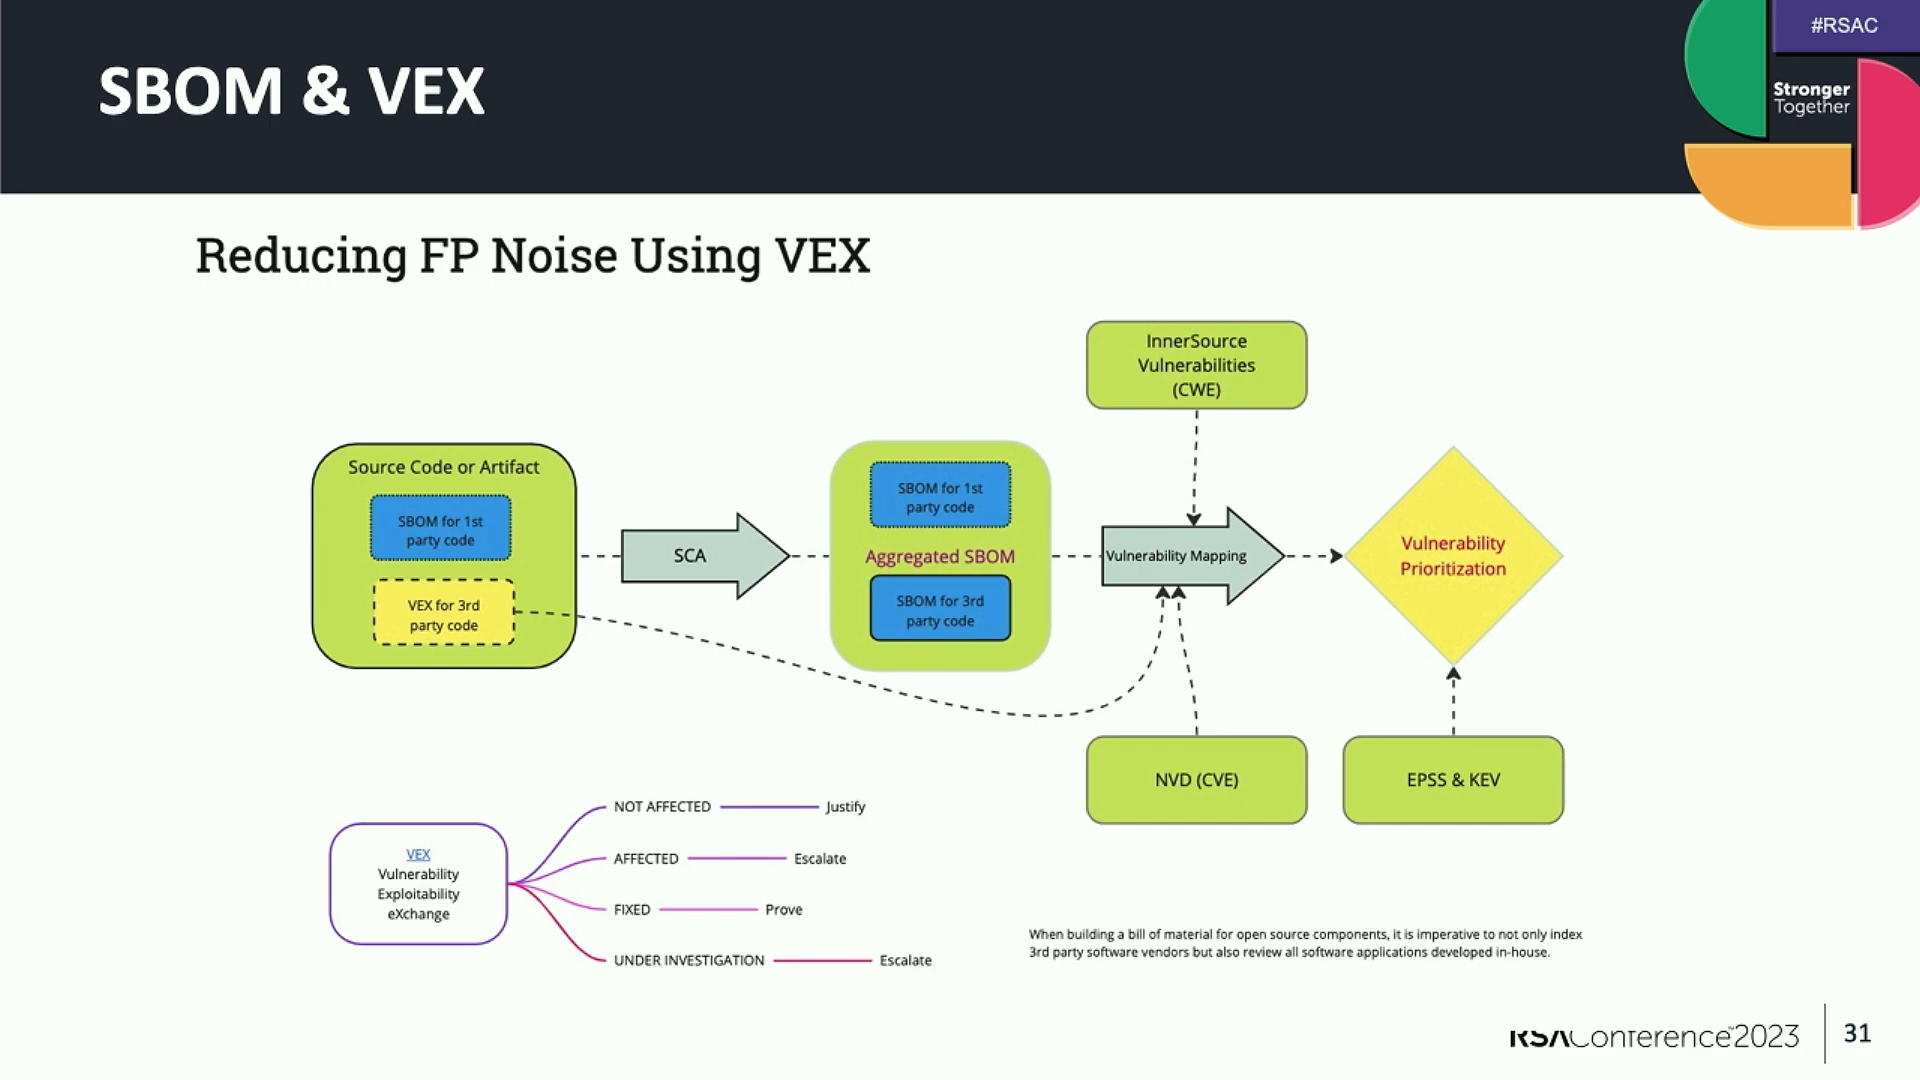 #RSAC
Stronger
Together
SBOM & VEX
Reducing FP Noise Using VEX
InnerSource
Vulnerabilities
(CWE)
Source Code or Artifact
SBOM for 1st
party code
VEX for 3rd
party code
SCA
SBOM for 1st
party code
Aggregated SBOM
SBOM for 3rd
party code
Vulnerability Mapping
Vulnerability
Prioritization
NVD (CVE)
EPSS & KEV
VEX
Vulnerability
Exploitability
eXchange
NOT AFFECTED
Justify
AFFECTED
Escalate
FIXED
Prove
UNDER INVESTIGATION
Escalate
When building a bill of material for open source components, it is imperative to not only index
3rd party software vendors but also review all software applications developed in-house.
RSAConference™2023
31